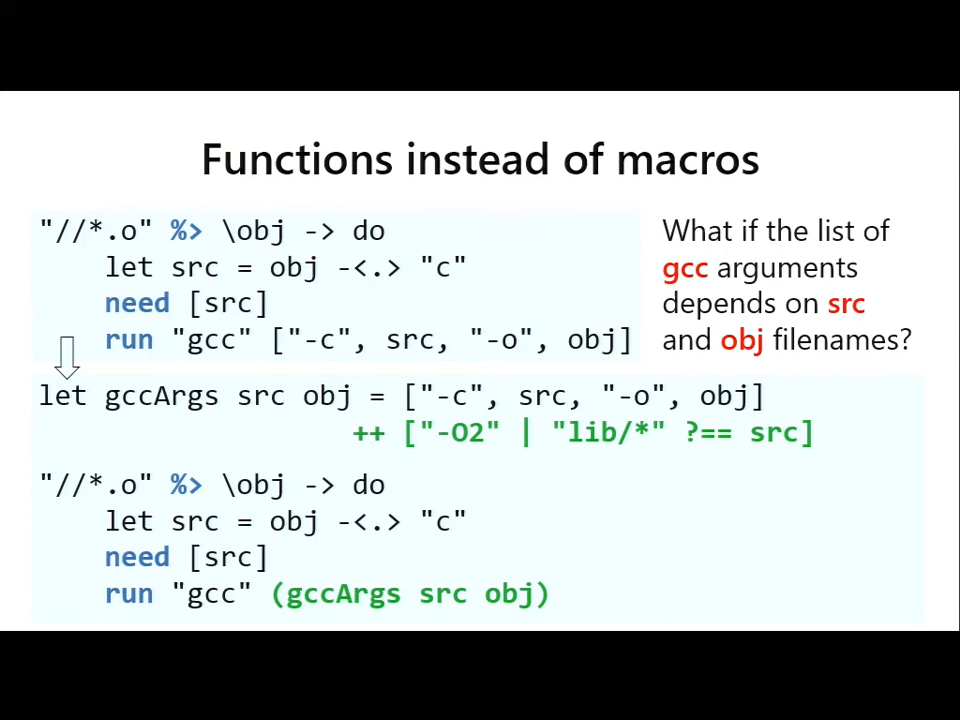 Functions instead of macros
"//*.o" %> \obj -> do
    let src = obj -<.> "c"
    need [src]
    run "gcc" ["-c", src, "-o", obj]
What if the list of
gcc arguments
depends on src
and obj filenames?
let gccArgs src obj = ["-c", src, "-o", obj]
                   ++ ["-O2" | "lib/*" ?== src]
"//*.o" %> \obj -> do
    let src = obj -<.> "c"
    need [src]
    run "gcc" (gccArgs src obj)